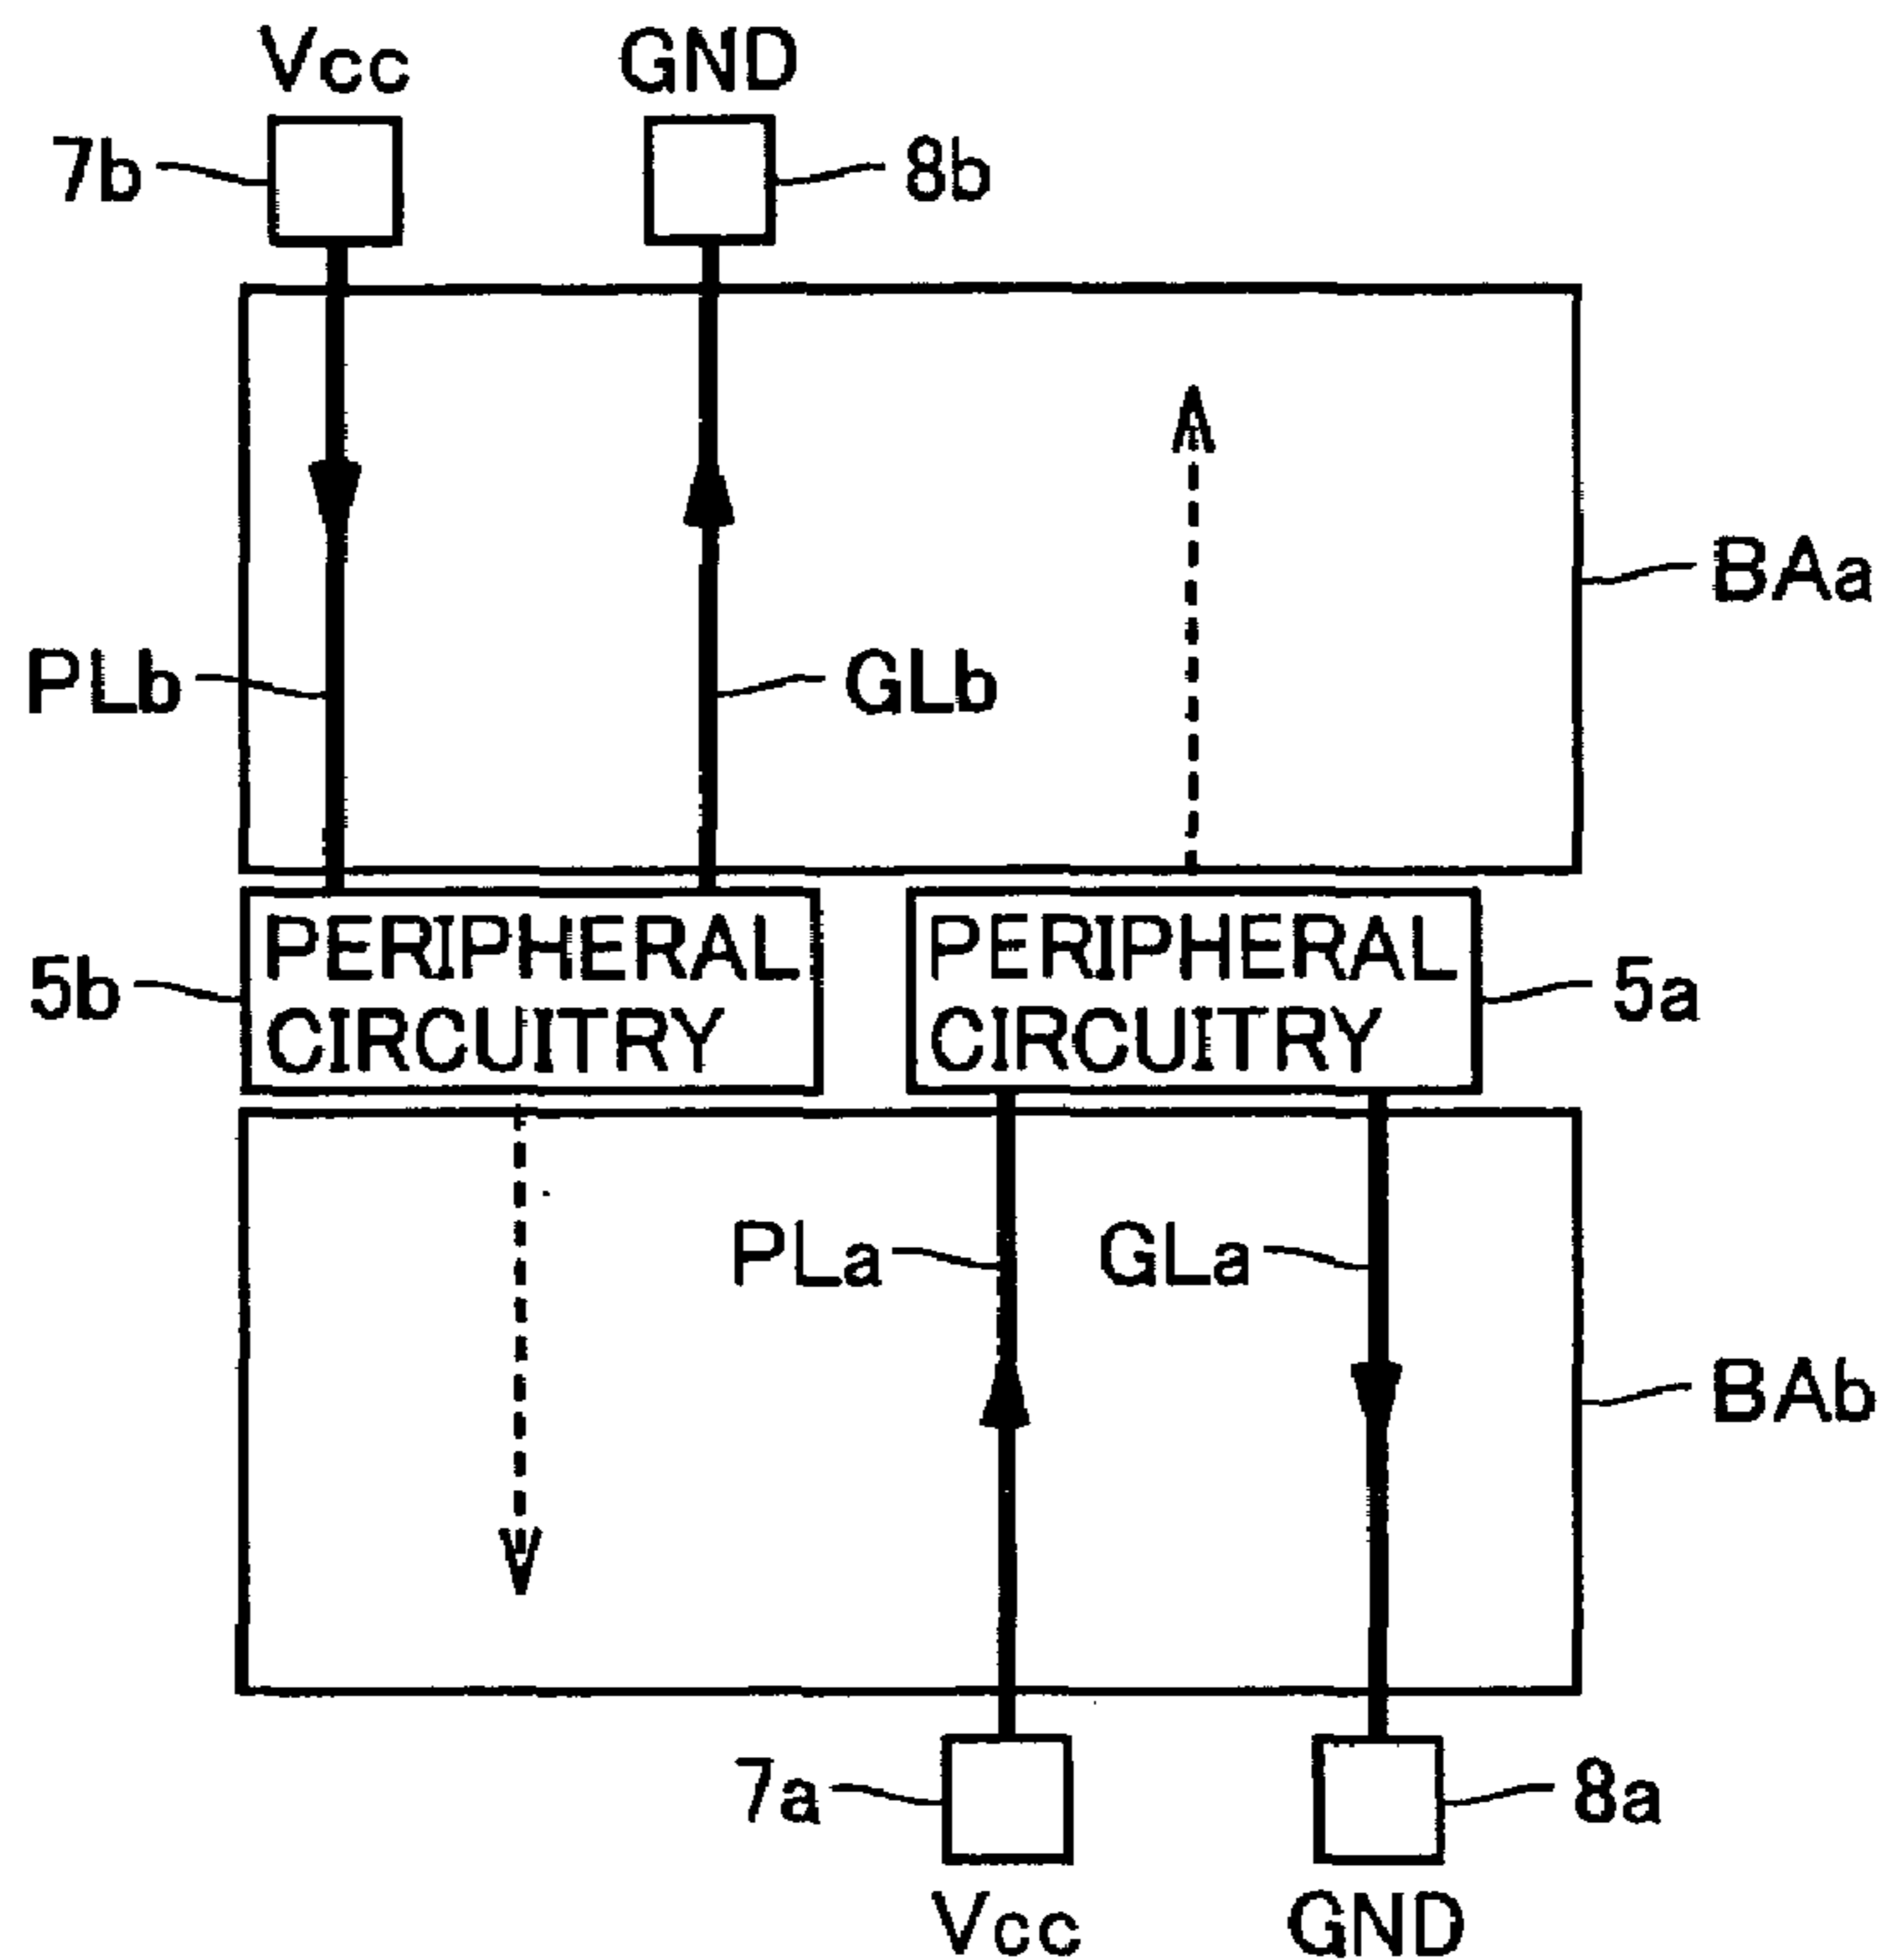 Vcc GND
7b 8b
BAa
PLb GLb
PERIPHERAL PERIPHERAL
5b 5a
CIRCUITRY CIRCUITRY
PLa GLa
BAb
7a 8a
Vcc GND